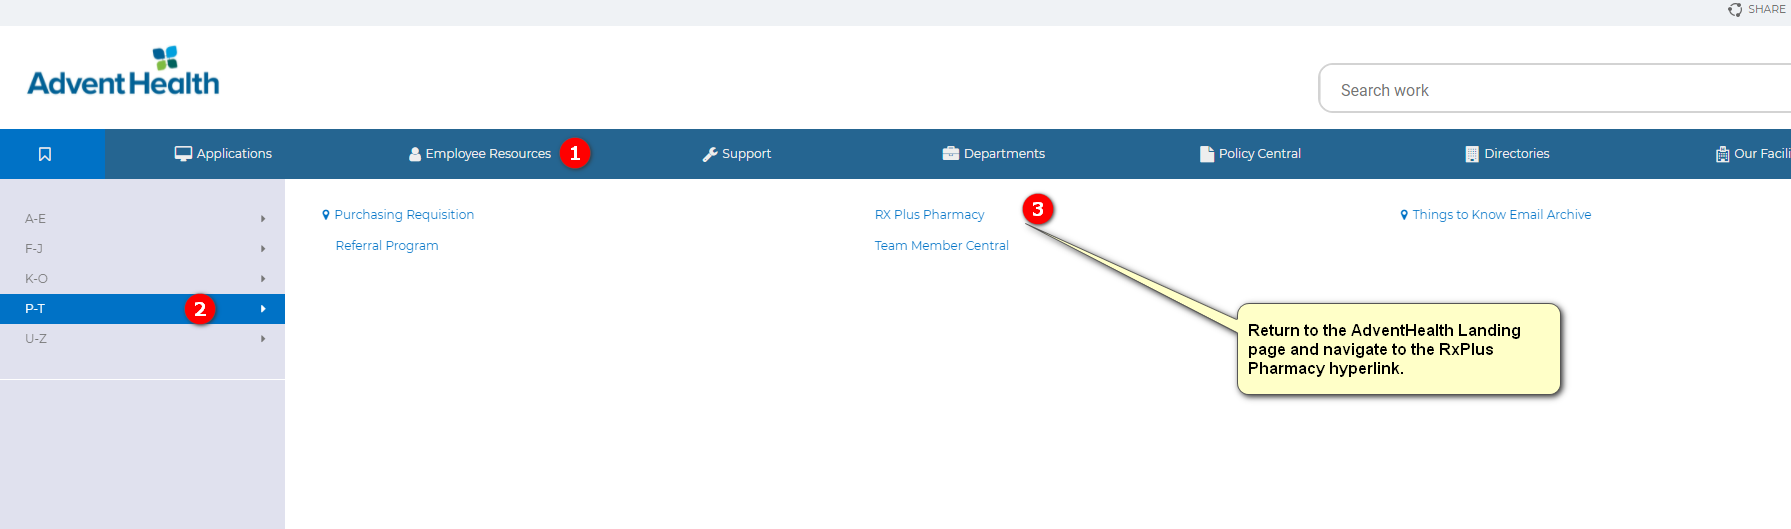 SHARE
AdventHealth
Search work
Applications
Employee Resources
1
Support
Departments
Policy Central
Directories
Our Facili
A-E
F-J
K-O
P-T
2
U-Z
Purchasing Requisition
RX Plus Pharmacy
3
Things to Know Email Archive
Referral Program
Team Member Central
Return to the AdventHealth Landing
page and navigate to the RxPlus
Pharmacy hyperlink.